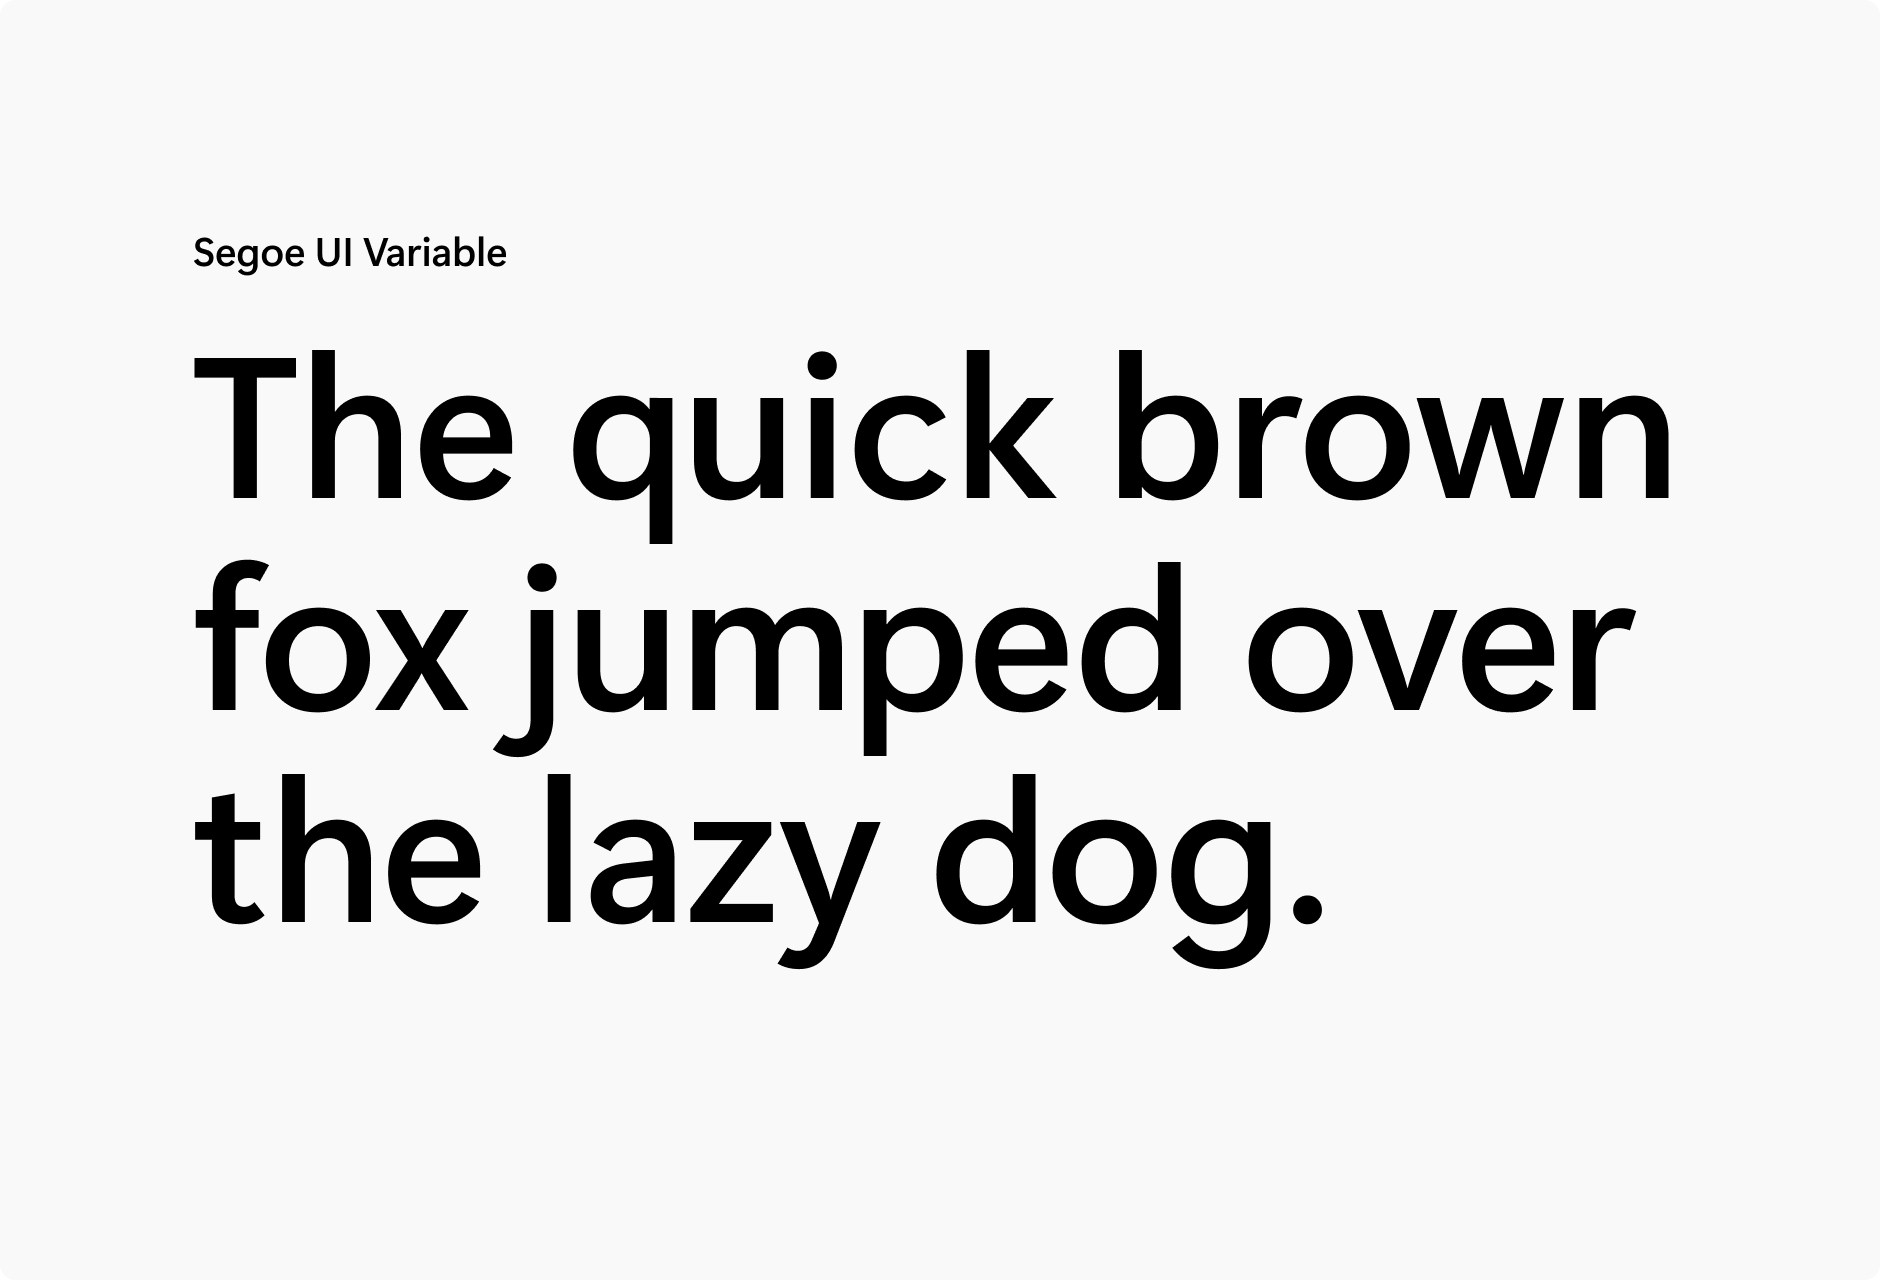 Segoe UI Variable
The quick brown
fox jumped over
the lazy dog.